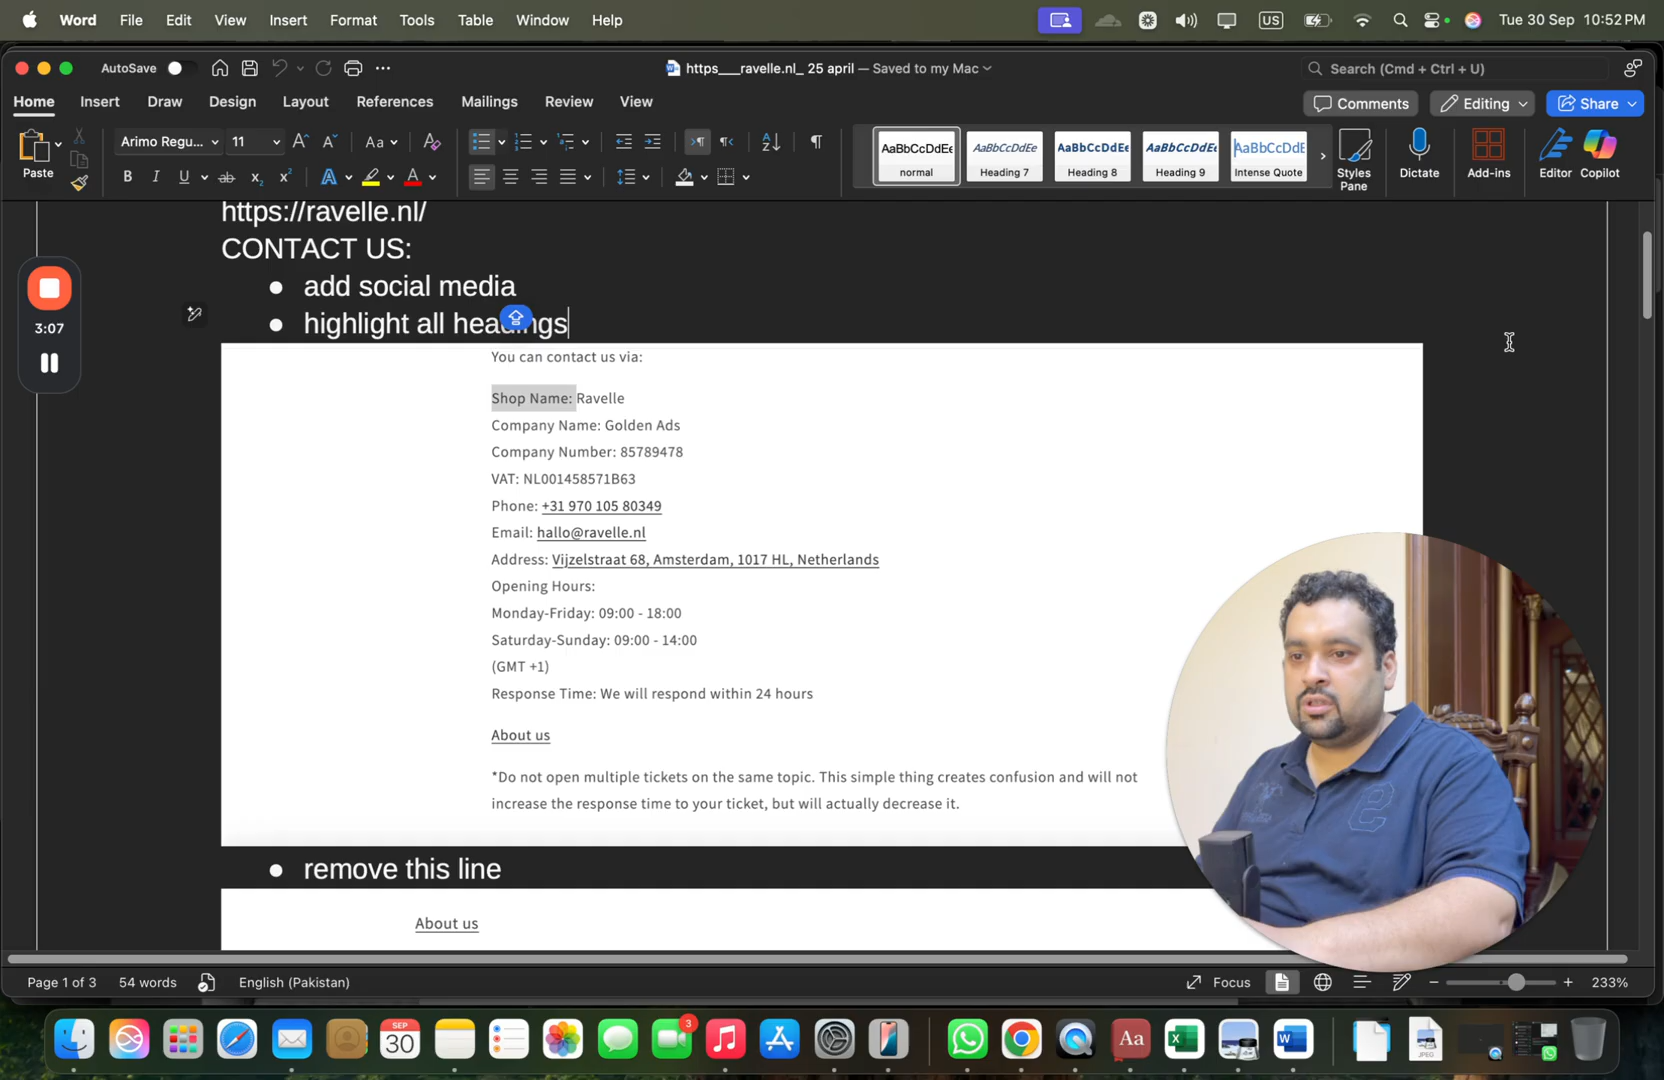 Word File Edit View Insert Format Tools Table Window Help US Tue 30 Sep 10:52 PM
AutoSave https___ravelle.nl_ 25 april — Saved to my Mac Search (Cmd + Ctrl + U)
Home Insert Draw Design Layout References Mailings Review View Comments Editing Share
Paste Arimo Regu... 11 Aa
AaBbCcDdEe AaBbCcDdEe AaBbCcDdEe AaBbCcDdEe AaBbCcDdE
normal Heading 7 Heading 8 Heading 9 Intense Quote
Styles Pane Dictate Add-ins Editor Copilot
B I U ab x₂ x² A A
https://ravelle.nl/
CONTACT US:
● add social media
● highlight all headings
3:07
You can contact us via:
Shop Name: Ravelle
Company Name: Golden Ads
Company Number: 85789478
VAT: NL001458571B63
Phone: +31 970 105 80349
Email: hallo@ravelle.nl
Address: Vijzelstraat 68, Amsterdam, 1017 HL, Netherlands
Opening Hours:
Monday-Friday: 09:00 - 18:00
Saturday-Sunday: 09:00 - 14:00
(GMT +1)
Response Time: We will respond within 24 hours
About us
*Do not open multiple tickets on the same topic. This simple thing creates confusion and will not
increase the response time to your ticket, but will actually decrease it.
● remove this line
About us
Page 1 of 3 54 words English (Pakistan) Focus 233%
SEP
30
3
Aa
JPEG